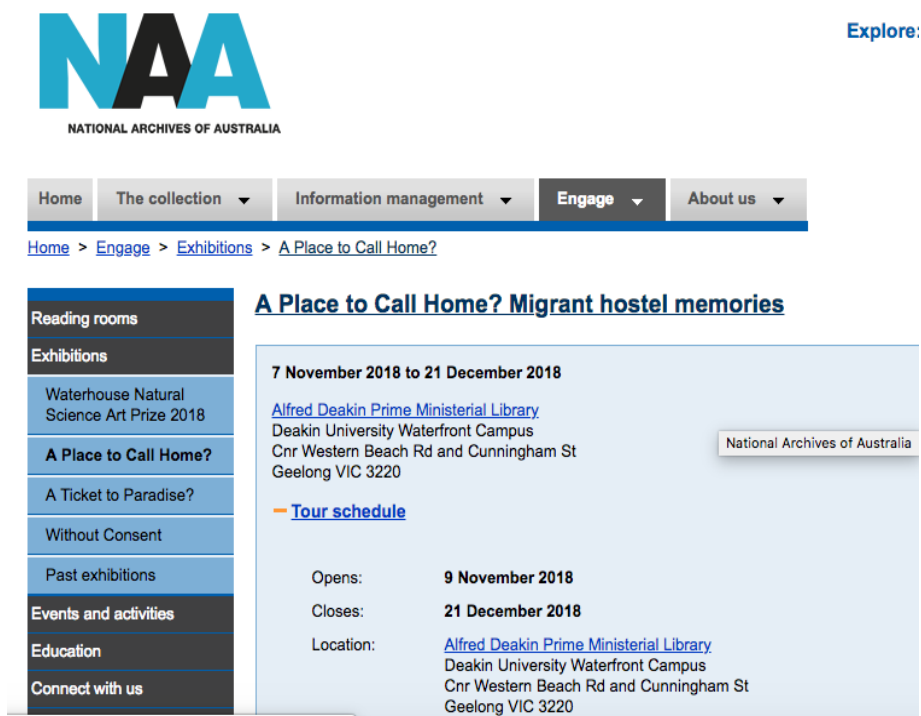 NAA
NATIONAL ARCHIVES OF AUSTRALIA
Explore:
Home The collection Information management Engage About us
Home > Engage > Exhibitions > A Place to Call Home?
Reading rooms
Exhibitions
Waterhouse Natural
Science Art Prize 2018
A Place to Call Home?
A Ticket to Paradise?
Without Consent
Past exhibitions
Events and activities
Education
Connect with us
A Place to Call Home? Migrant hostel memories
7 November 2018 to 21 December 2018
Alfred Deakin Prime Ministerial Library
Deakin University Waterfront Campus
Cnr Western Beach Rd and Cunningham St
Geelong VIC 3220
National Archives of Australia
Tour schedule
Opens: 9 November 2018
Closes: 21 December 2018
Location: Alfred Deakin Prime Ministerial Library
Deakin University Waterfront Campus
Cnr Western Beach Rd and Cunningham St
Geelong VIC 3220